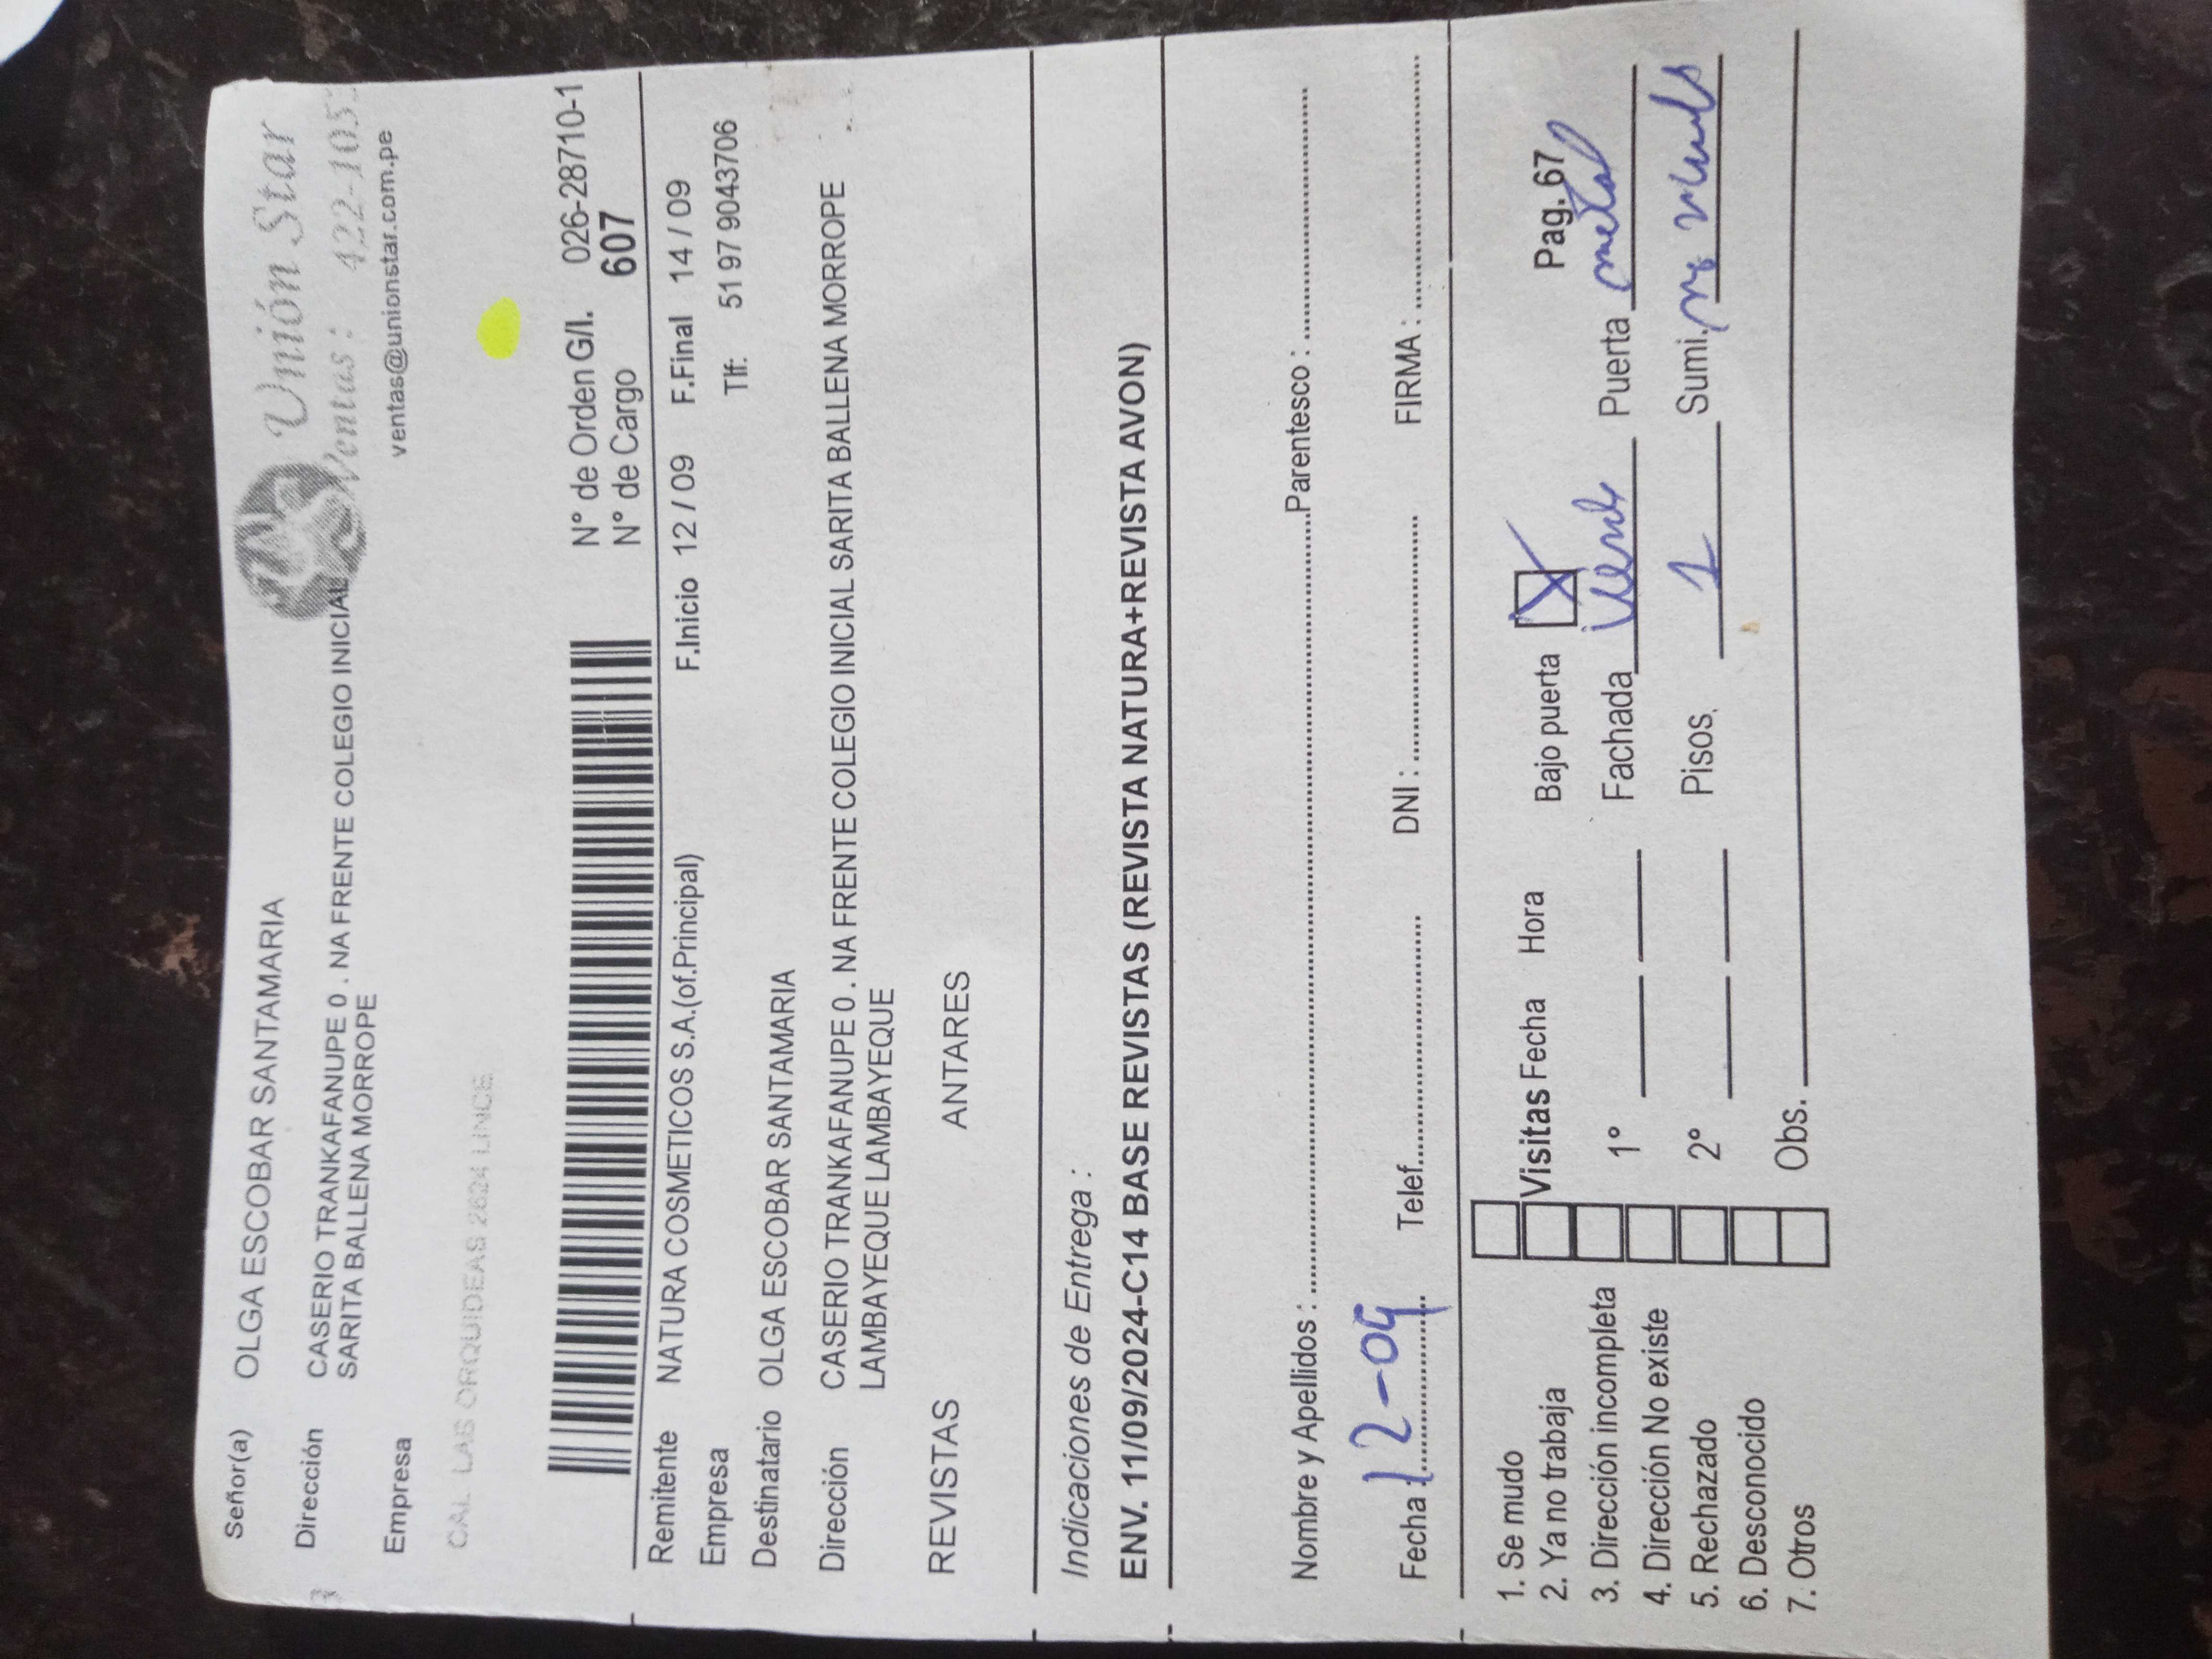 Unión Star
Ventas : 422-105
ventas@unionstar.com.pe
Señor(a) OLGA ESCOBAR SANTAMARIA
Dirección CASERIO TRANKAFANUPE 0 . NA FRENTE COLEGIO INICIAL
SARITA BALLENA MORROPE
Empresa
CAL. LAS ORQUIDEAS 2624 LINCE
N° de Orden G/I. 026-28710-1
N° de Cargo 607
Remitente NATURA COSMETICOS S.A.(of.Principal) F.Inicio 12 / 09 F.Final 14 / 09
Empresa Tlf: 51 97 9043706
Destinatario OLGA ESCOBAR SANTAMARIA
Dirección CASERIO TRANKAFANUPE 0 . NA FRENTE COLEGIO INICIAL SARITA BALLENA MORROPE
LAMBAYEQUE LAMBAYEQUE
REVISTAS ANTARES
Indicaciones de Entrega :
ENV. 11/09/2024-C14 BASE REVISTAS (REVISTA NATURA+REVISTA AVON)
Nombre y Apellidos : Parentesco :
Fecha : 12-09 Telef. DNI : FIRMA :
1. Se mudo
2. Ya no trabaja
3. Dirección incompleta
4. Dirección No existe
5. Rechazado
6. Desconocido
7. Otros
Visitas Fecha Hora Bajo puerta X Pag. 67
1° Fachada Puerta metal
2° Pisos. 1 Sumi.
Obs.